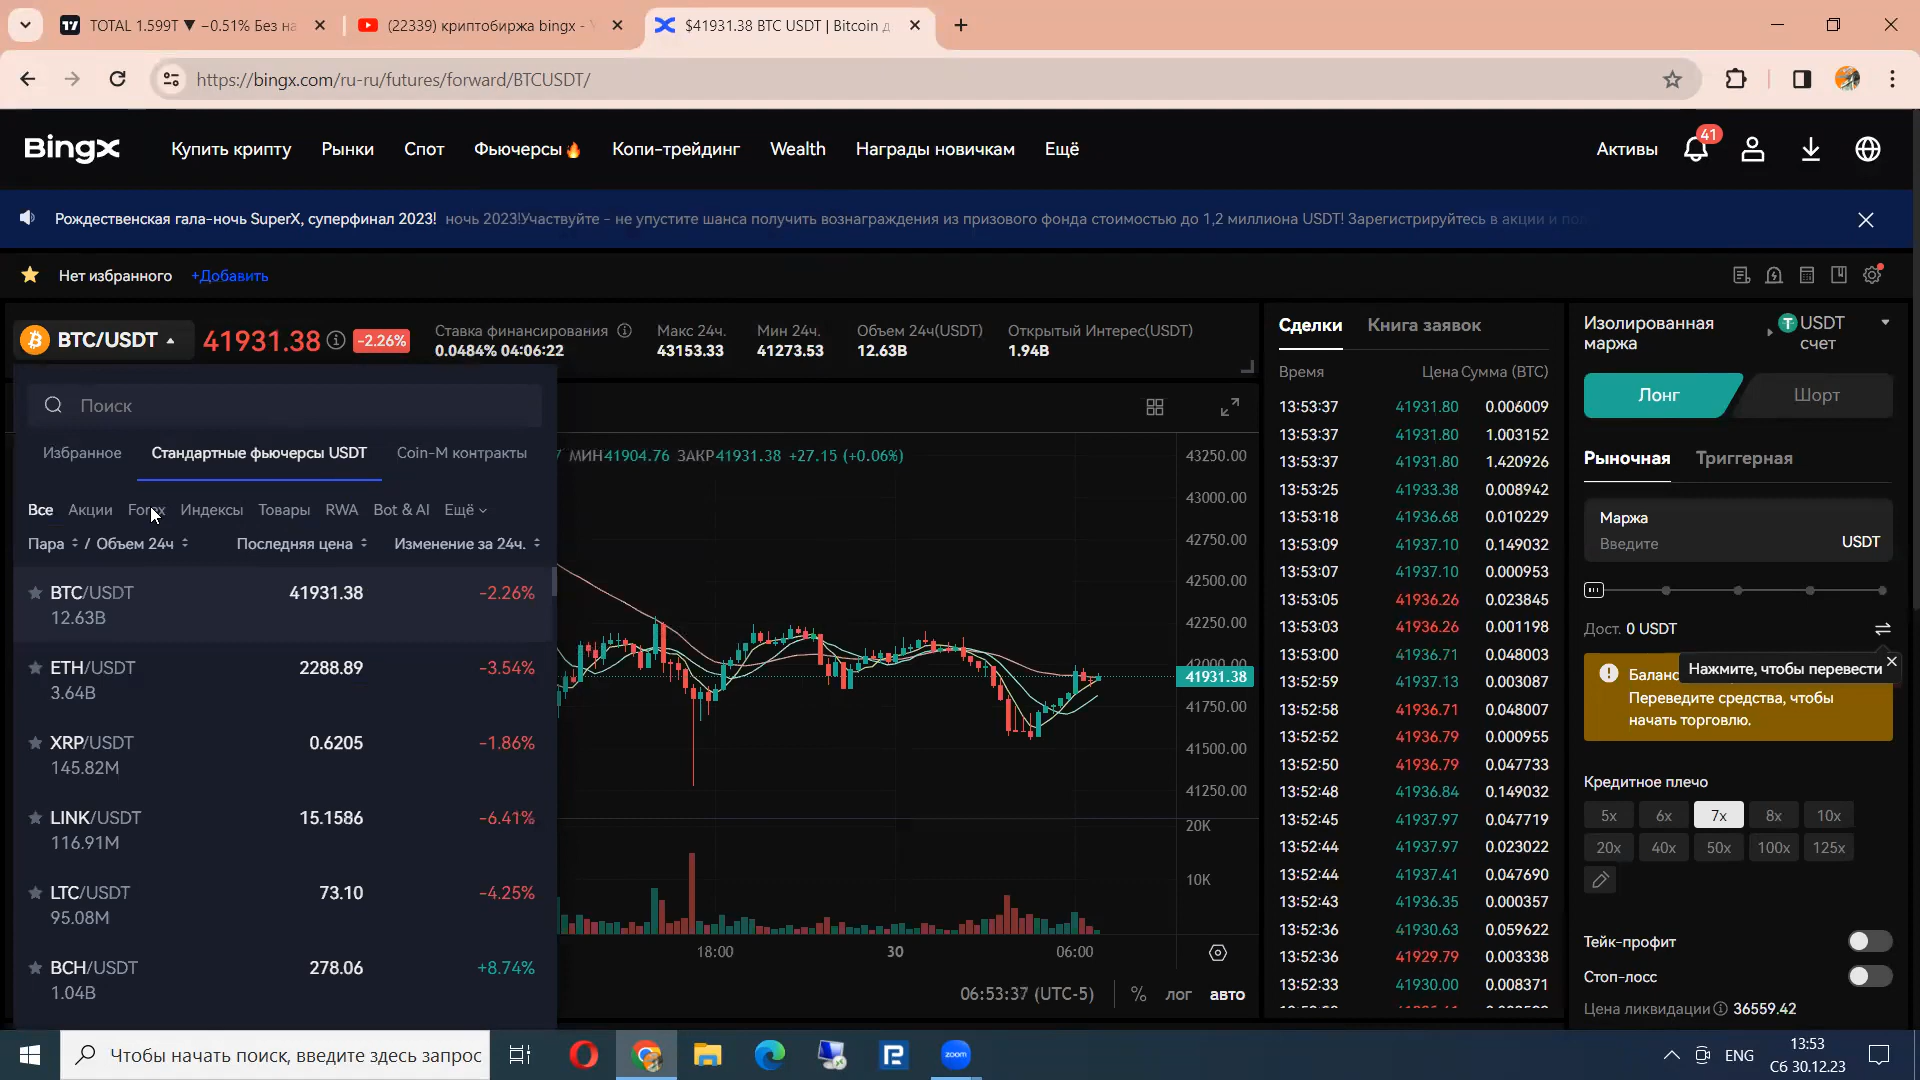 TOTAL 1.599T ▼ −0.51% Без на
(22339) криптобиржа bingx -
$41931.38 BTC USDT | Bitcoin д
https://bingx.com/ru-ru/futures/forward/BTCUSDT/
BingX
Купить крипту
Рынки
Спот
Фьючерсы
Копи-трейдинг
Wealth
Награды новичкам
Ещё
Активы
41
Рождественская гала-ночь SuperX, суперфинал 2023! ночь 2023!Участвуйте - не упустите шанса получить вознаграждения из призового фонда стоимостью до 1,2 миллиона USDT! Зарегистрируйтесь в акции и
Нет избранного
+Добавить
BTC/USDT
41931.38
-2.26%
Ставка финансирования
0.0484% 04:06:22
Макс 24ч.
43153.33
Мин 24ч.
41273.53
Объем 24ч(USDT)
12.63B
Открытый Интерес(USDT)
1.94B
Поиск
Избранное
Стандартные фьючерсы USDT
Coin-M контракты
Все Акции Forex Индексы Товары RWA Bot & AI Ещё
Пара / Объем 24ч
Последняя цена
Изменение за 24ч.
BTC/USDT 41931.38 -2.26%
12.63B
ETH/USDT 2288.89 -3.54%
3.64B
XRP/USDT 0.6205 -1.86%
145.82M
LINK/USDT 15.1586 -6.41%
116.91M
LTC/USDT 73.10 -4.25%
95.08M
BCH/USDT 278.06 +8.74%
1.04B
МИН41904.76 ЗАКР41931.38 +27.15 (+0.06%)
43250.00
43000.00
42750.00
42500.00
42250.00
42000.00
41931.38
41750.00
41500.00
41250.00
20K
10K
18:00
30
06:00
06:53:37 (UTC-5)
%
лог
авто
Сделки
Книга заявок
Время
Цена
Сумма (BTC)
13:53:37 41931.80 0.006009
13:53:37 41931.80 1.003152
13:53:37 41931.80 1.420926
13:53:25 41933.38 0.008942
13:53:18 41936.68 0.010229
13:53:09 41937.10 0.149032
13:53:07 41937.10 0.000953
13:53:05 41936.26 0.023845
13:53:03 41936.26 0.001198
13:53:00 41936.71 0.048003
13:52:59 41937.13 0.003087
13:52:58 41936.71 0.048007
13:52:52 41936.79 0.000955
13:52:50 41936.79 0.047733
13:52:48 41936.84 0.149032
13:52:45 41937.97 0.047719
13:52:44 41937.97 0.023022
13:52:44 41937.41 0.047690
13:52:43 41936.35 0.000357
13:52:36 41930.63 0.059622
13:52:36 41929.79 0.003338
13:52:33 41930.00 0.008371
Изолированная
маржа
USDT
счет
Лонг
Шорт
Рыночная
Триггерная
Маржа
Введите
USDT
Дост. 0 USDT
Нажмите, чтобы перевести
Баланс
Переведите средства, чтобы
начать торговлю.
Кредитное плечо
5x 6x 7x 8x 10x
20x 40x 50x 100x 125x
Тейк-профит
Стоп-лосс
Цена ликвидации 36559.42
Чтобы начать поиск, введите здесь запрос
zoom
ENG
13:53
Сб 30.12.23